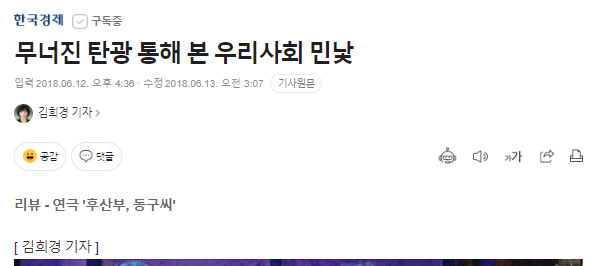 한국경제 구독중
무너진 탄광 통해 본 우리사회 민낯
입력 2018.06.12. 오후 4:36 · 수정 2018.06.13. 오전 3:07 기사원문
김희경 기자 >
공감 댓글 가가
리뷰 - 연극 '후산부, 동구씨'
[ 김희경 기자 ]